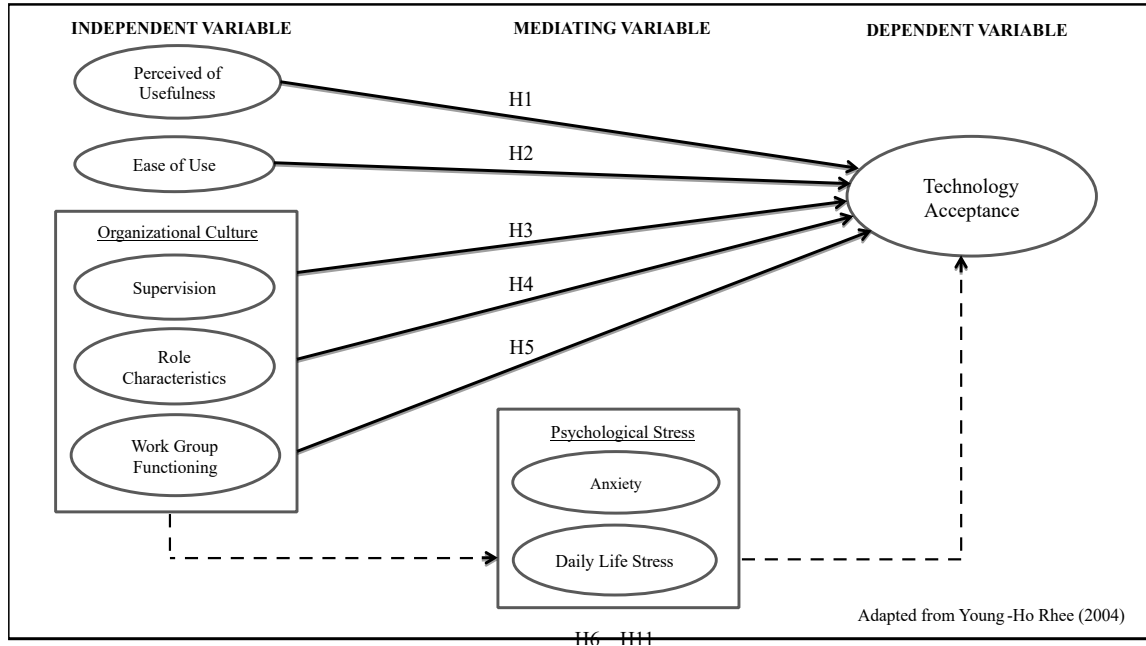 INDEPENDENT VARIABLE
MEDIATING VARIABLE
DEPENDENT VARIABLE
Perceived of
Usefulness
H1
Ease of Use
H2
Technology
Acceptance
Organizational Culture
H3
Supervision
H4
Role
Characteristics
H5
Work Group
Functioning
Psychological Stress
Anxiety
Daily Life Stress
Adapted from Young-Ho Rhee (2004)
H6 H11